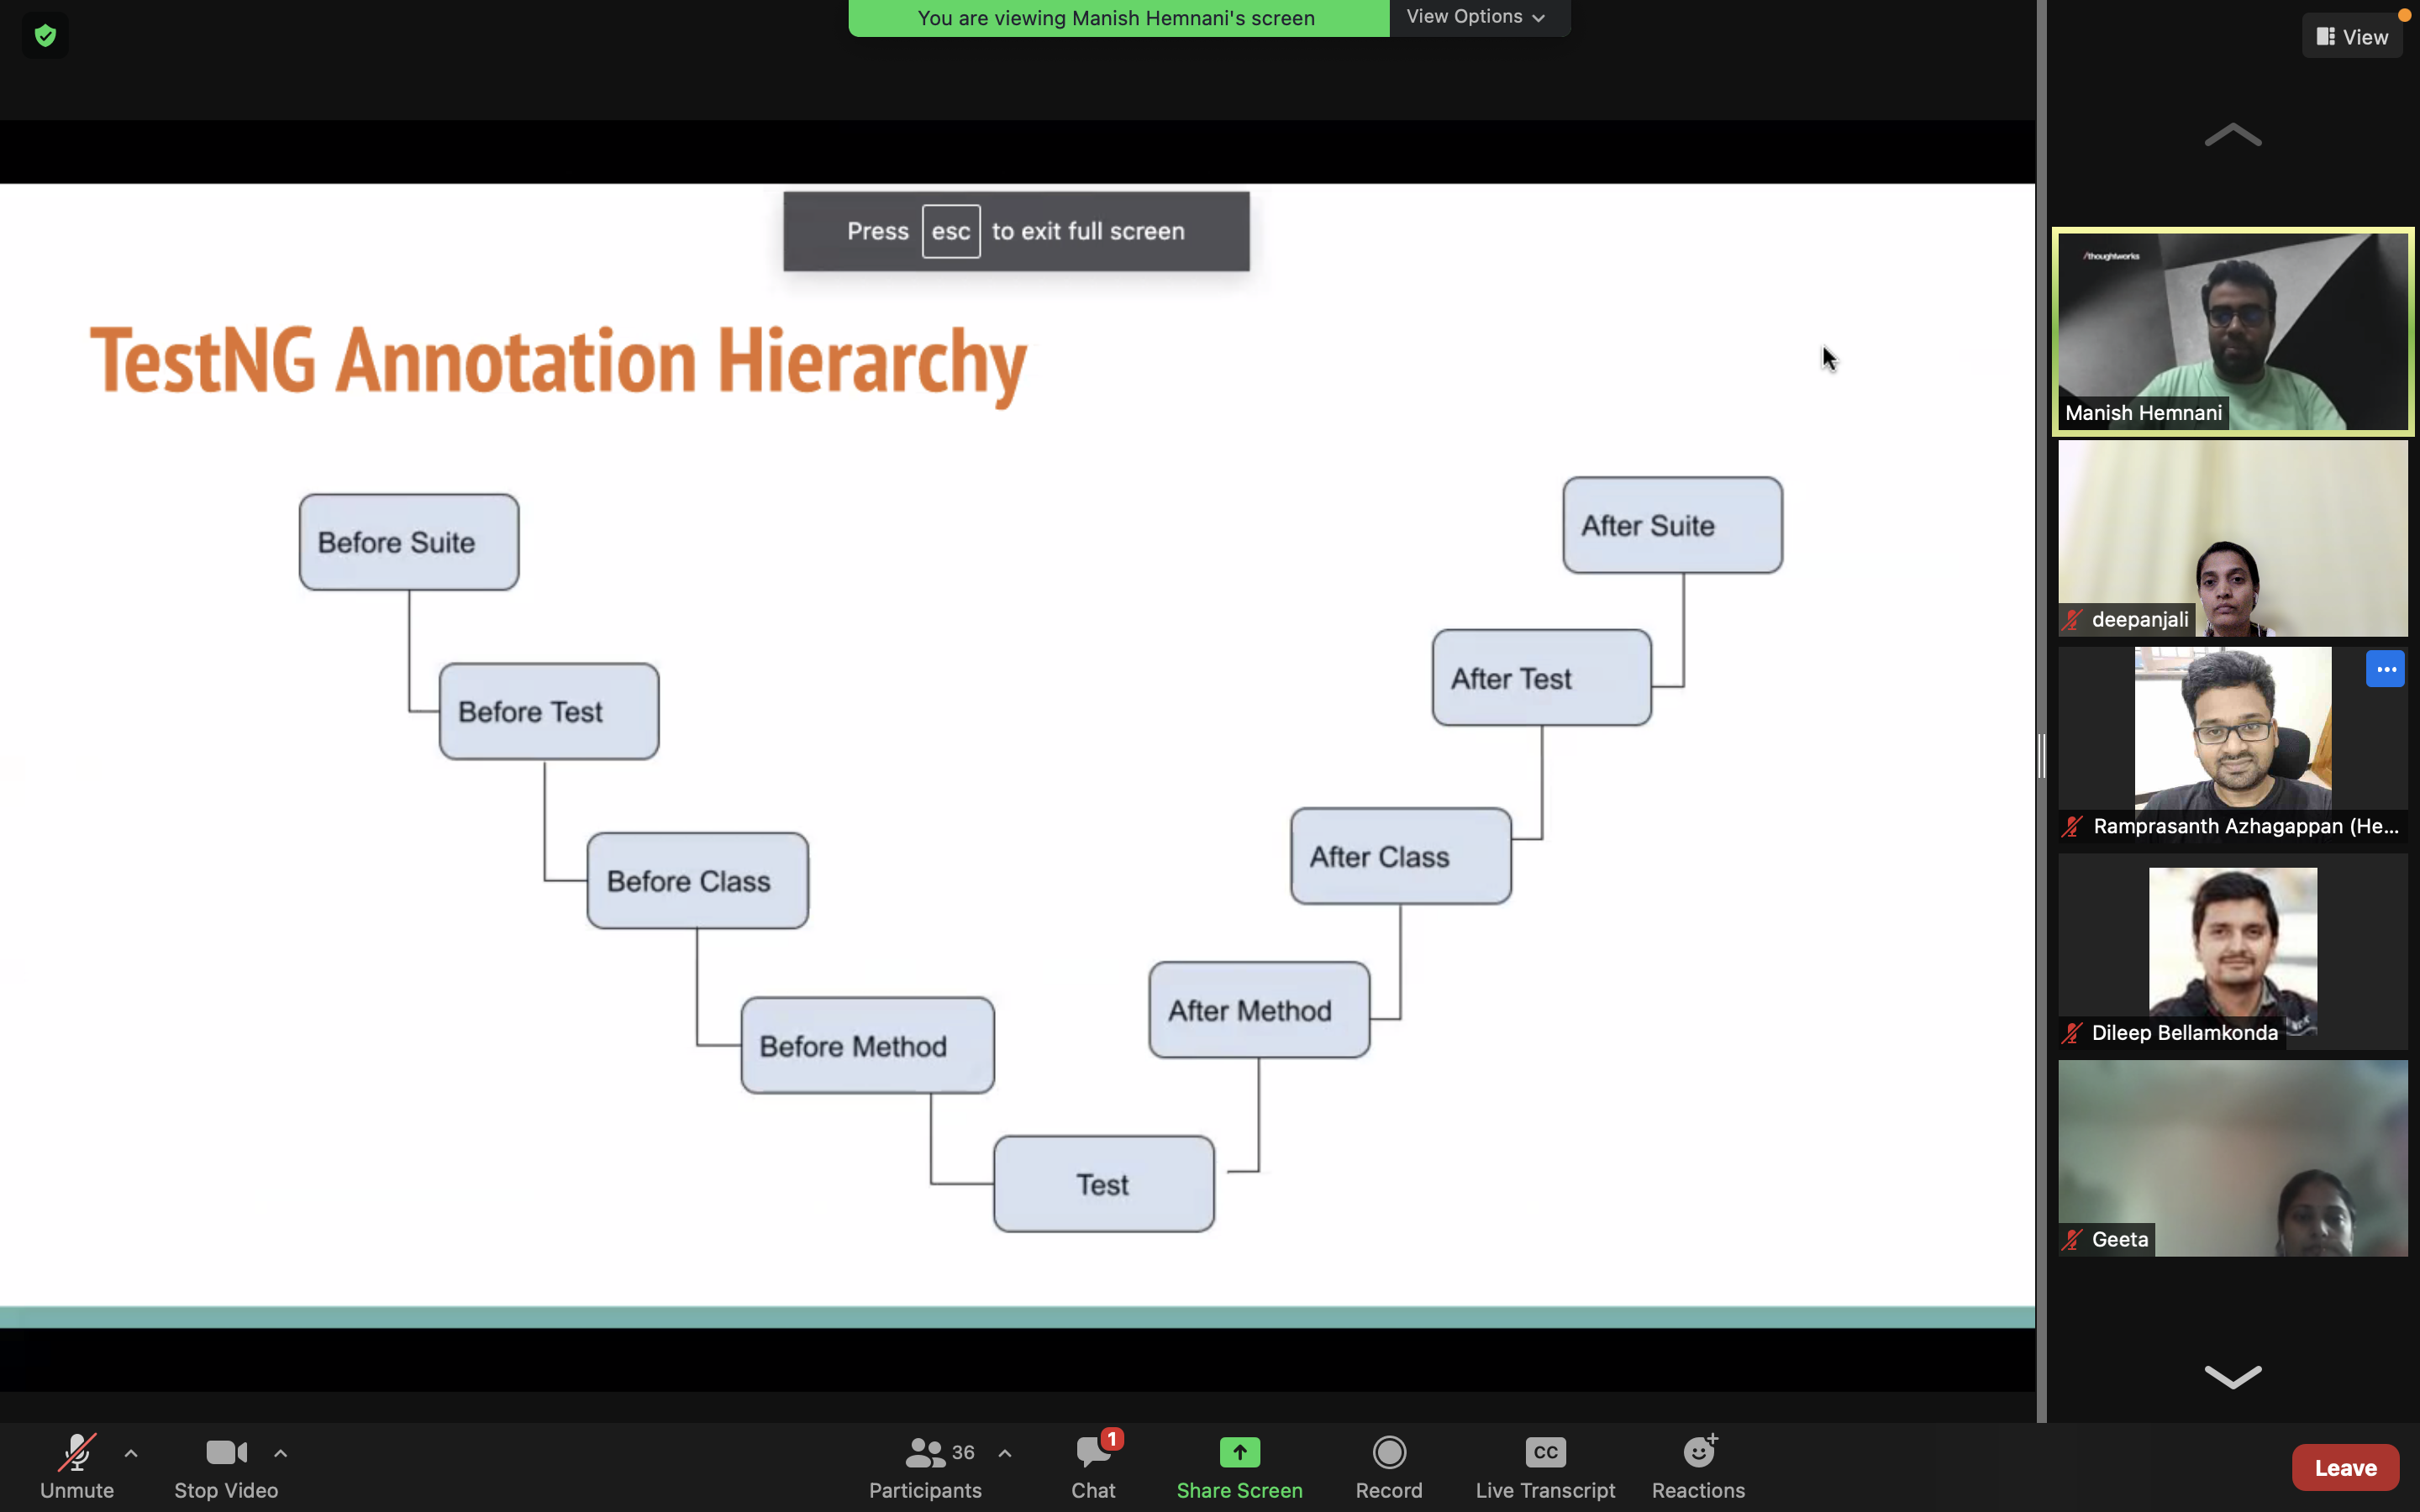 You are viewing Manish Hemnani's screen
View Options
View
Press esc to exit full screen
TestNG Annotation Hierarchy
Before Suite
Before Test
Before Class
Before Method
Test
After Method
After Class
After Test
After Suite
/thoughtworks
Manish Hemnani
deepanjali
Ramprasanth Azhagappan (He...
Dileep Bellamkonda
Geeta
Unmute
Stop Video
36
Participants
1
Chat
Share Screen
Record
CC
Live Transcript
Reactions
Leave